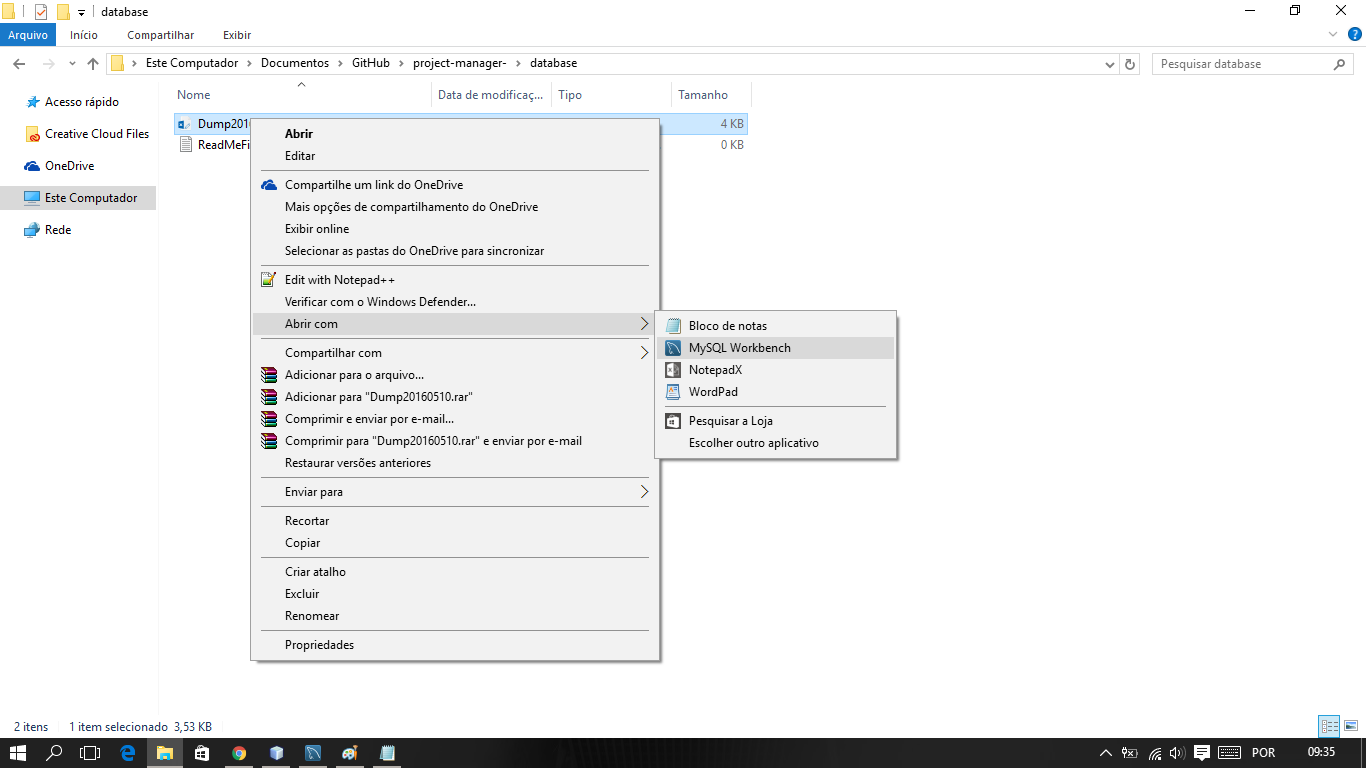 database
Arquivo Início Compartilhar Exibir
Este Computador Documentos GitHub project-manager- database
Pesquisar database
Acesso rápido
Creative Cloud Files
OneDrive
Este Computador
Rede
Nome Data de modificaç... Tipo Tamanho
Dump201 4 KB
ReadMeFi 0 KB
Abrir
Editar
Compartilhe um link do OneDrive
Mais opções de compartilhamento do OneDrive
Exibir online
Selecionar as pastas do OneDrive para sincronizar
Edit with Notepad++
Verificar com o Windows Defender...
Abrir com
Compartilhar com
Adicionar para o arquivo...
Adicionar para "Dump20160510.rar"
Comprimir e enviar por e-mail...
Comprimir para "Dump20160510.rar" e enviar por e-mail
Restaurar versões anteriores
Enviar para
Recortar
Copiar
Criar atalho
Excluir
Renomear
Propriedades
Bloco de notas
MySQL Workbench
NotepadX
WordPad
Pesquisar a Loja
Escolher outro aplicativo
2 itens 1 item selecionado 3,53 KB
POR 09:35